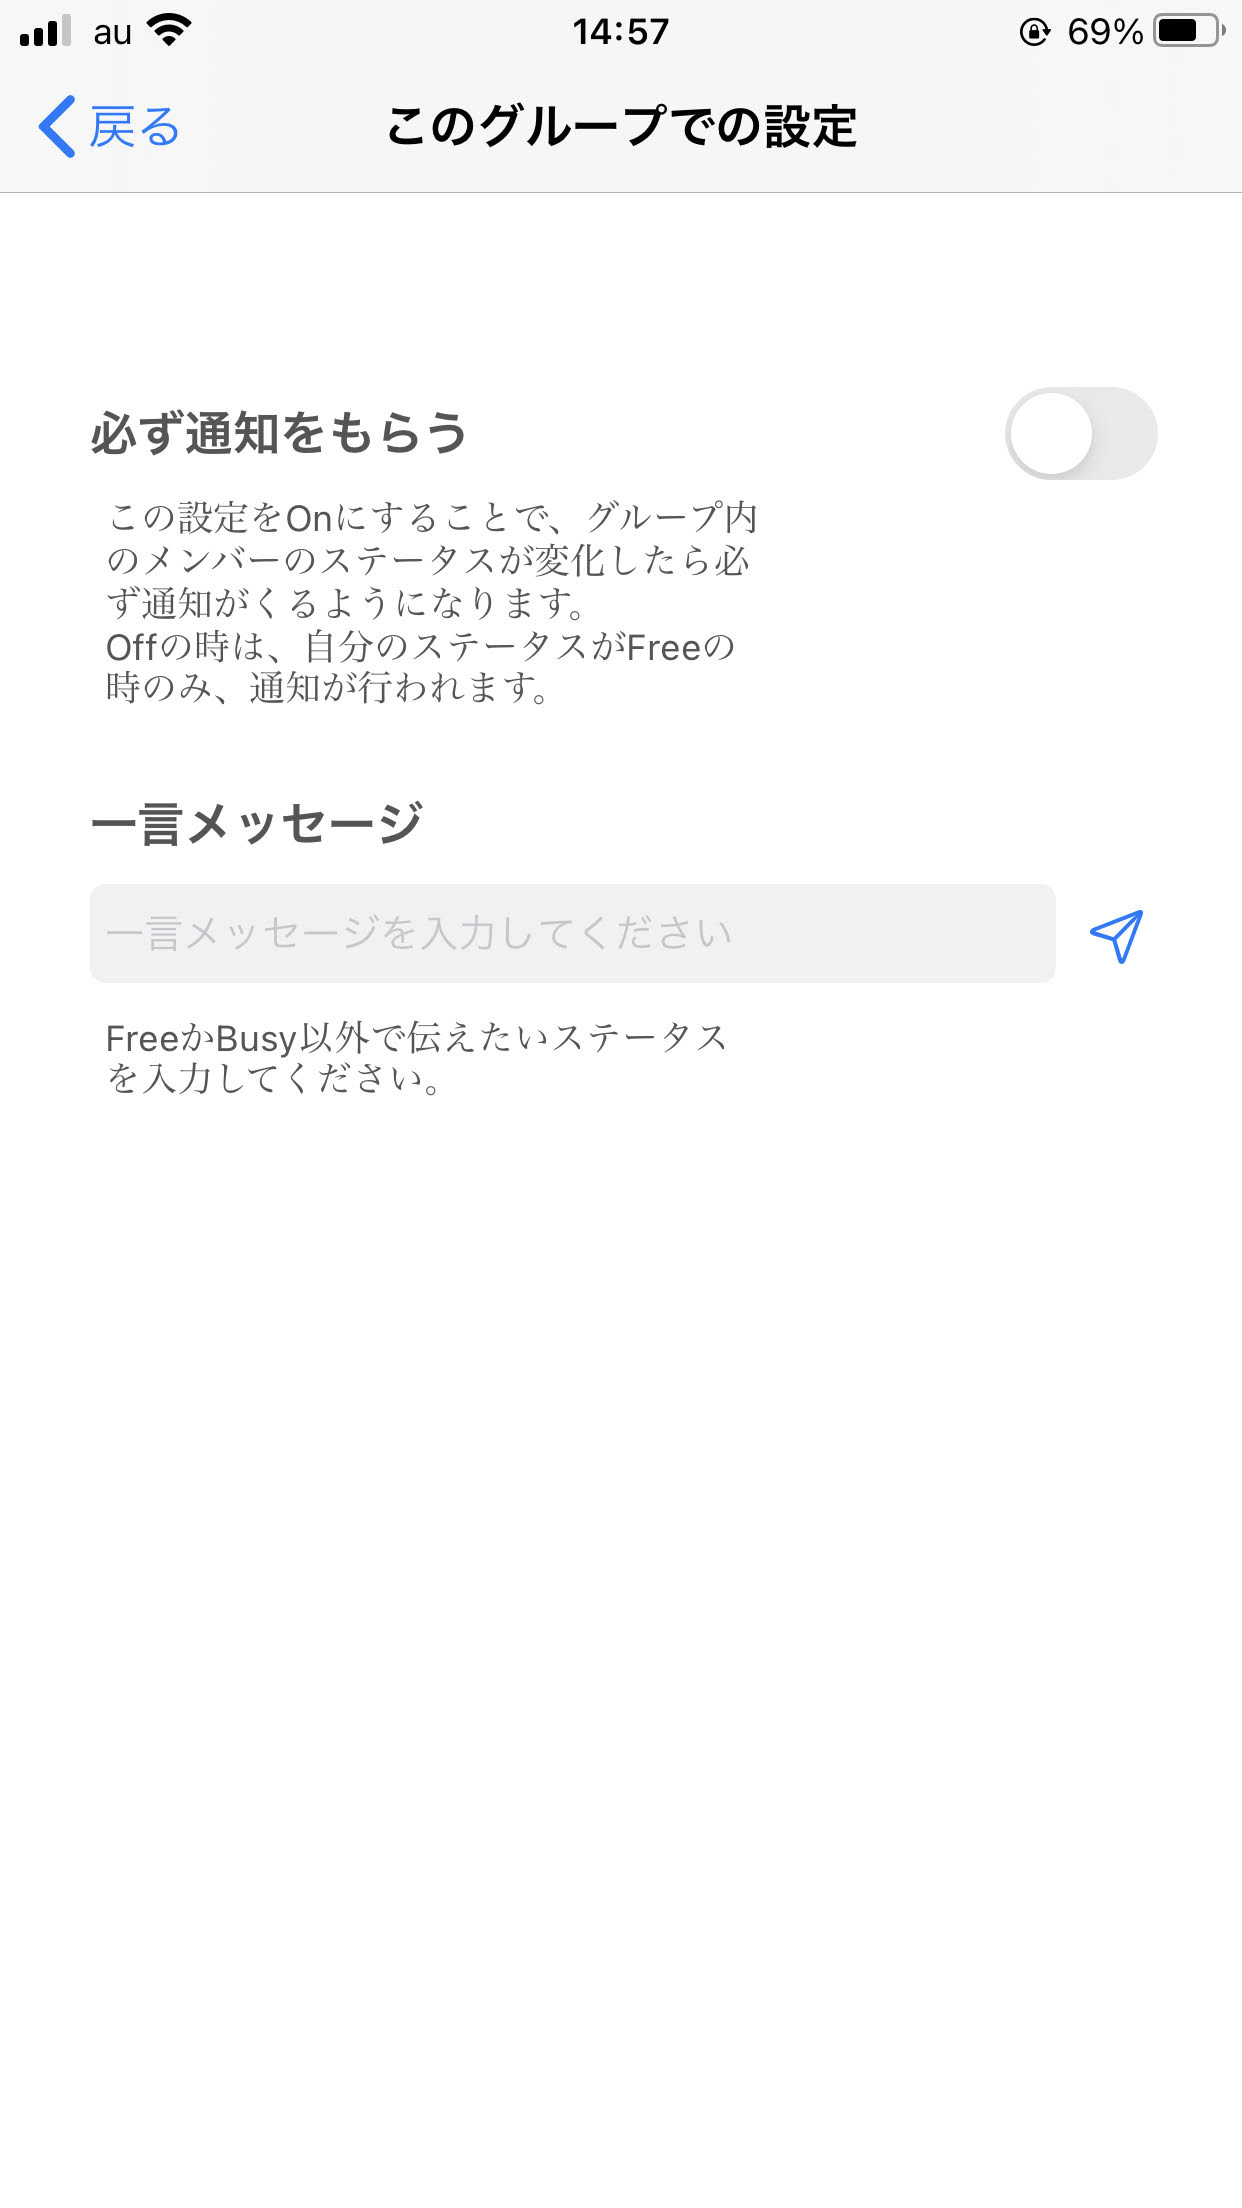 au 14:57 69%
戻る このグループでの設定
必ず通知をもらう
この設定をOnにすることで、グループ内
のメンバーのステータスが変化したら必
ず通知がくるようになります。
Offの時は、自分のステータスがFreeの
時のみ、通知が行われます。
一言メッセージ
一言メッセージを入力してください
FreeかBusy以外で伝えたいステータス
を入力してください。